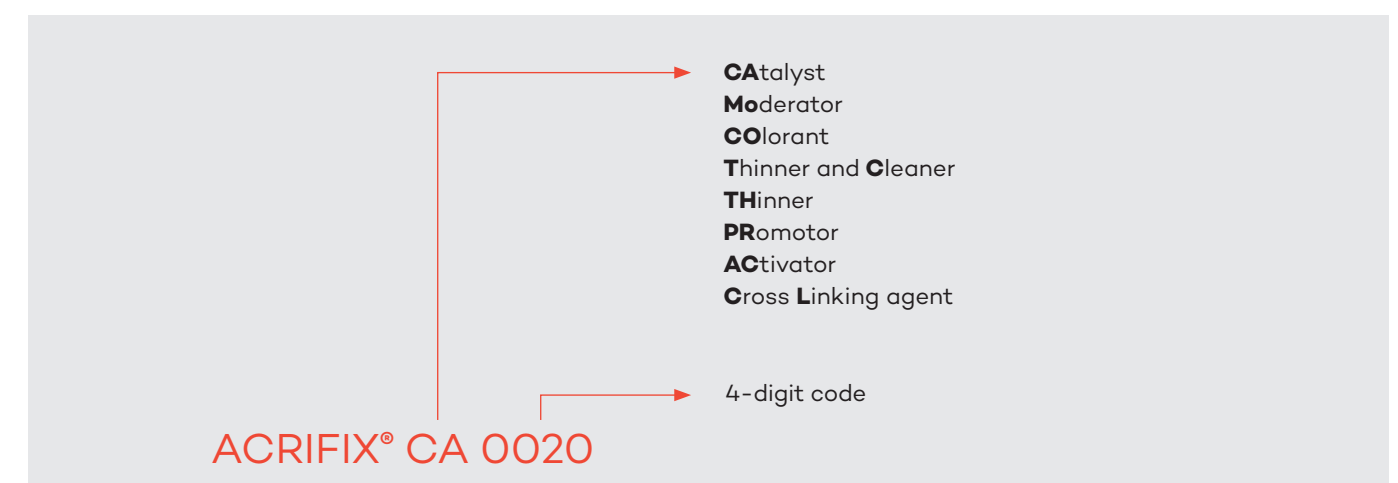 CAtalyst
Moderator
COlorant
Thinner and Cleaner
THinner
PRomotor
ACtivator
Cross Linking agent
4-digit code
ACRIFIX® CA 0020